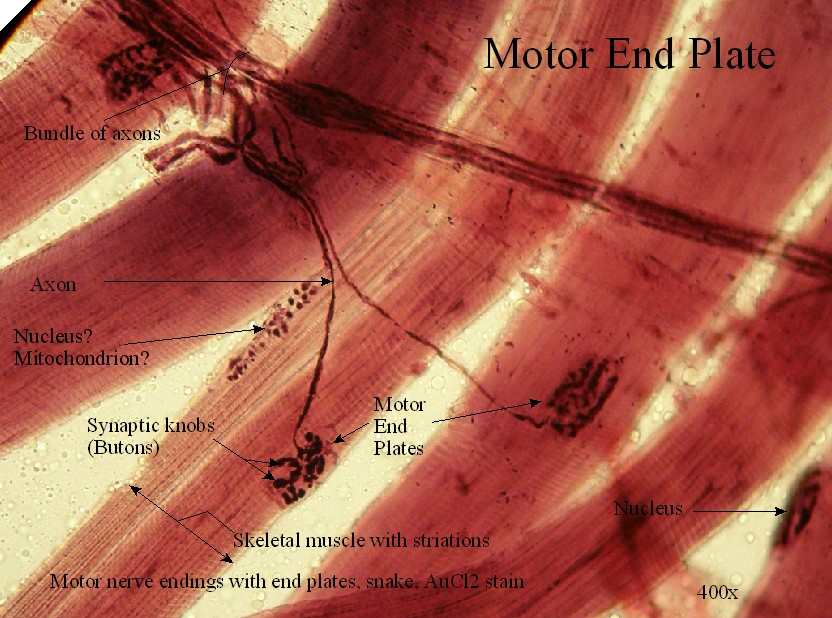 Motor End Plate
Bundle of axons
Axon
Nucleus?
Mitochondrion?
Synaptic knobs
(Butons)
Motor
End
Plates
Nucleus
Skeletal muscle with striations
Motor nerve endings with end plates, snake, AuCl2 stain
400x